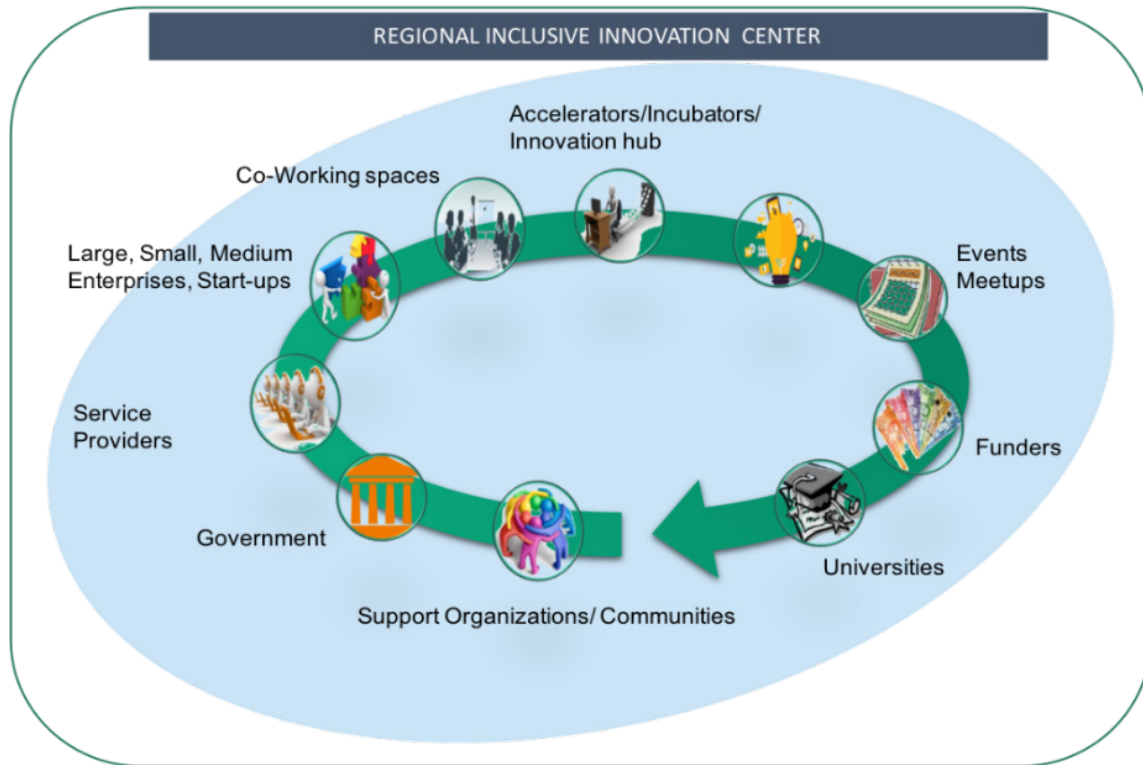 REGIONAL INCLUSIVE INNOVATION CENTER
Accelerators/Incubators/
Innovation hub
Co-Working spaces
Large, Small, Medium
Enterprises, Start-ups
Events
Meetups
Service
Providers
Funders
Government
Universities
Support Organizations/ Communities